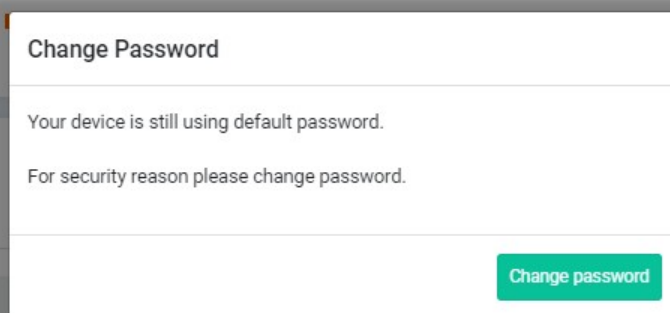 Change Password
Your device is still using default password.
For security reason please change password.
Change password